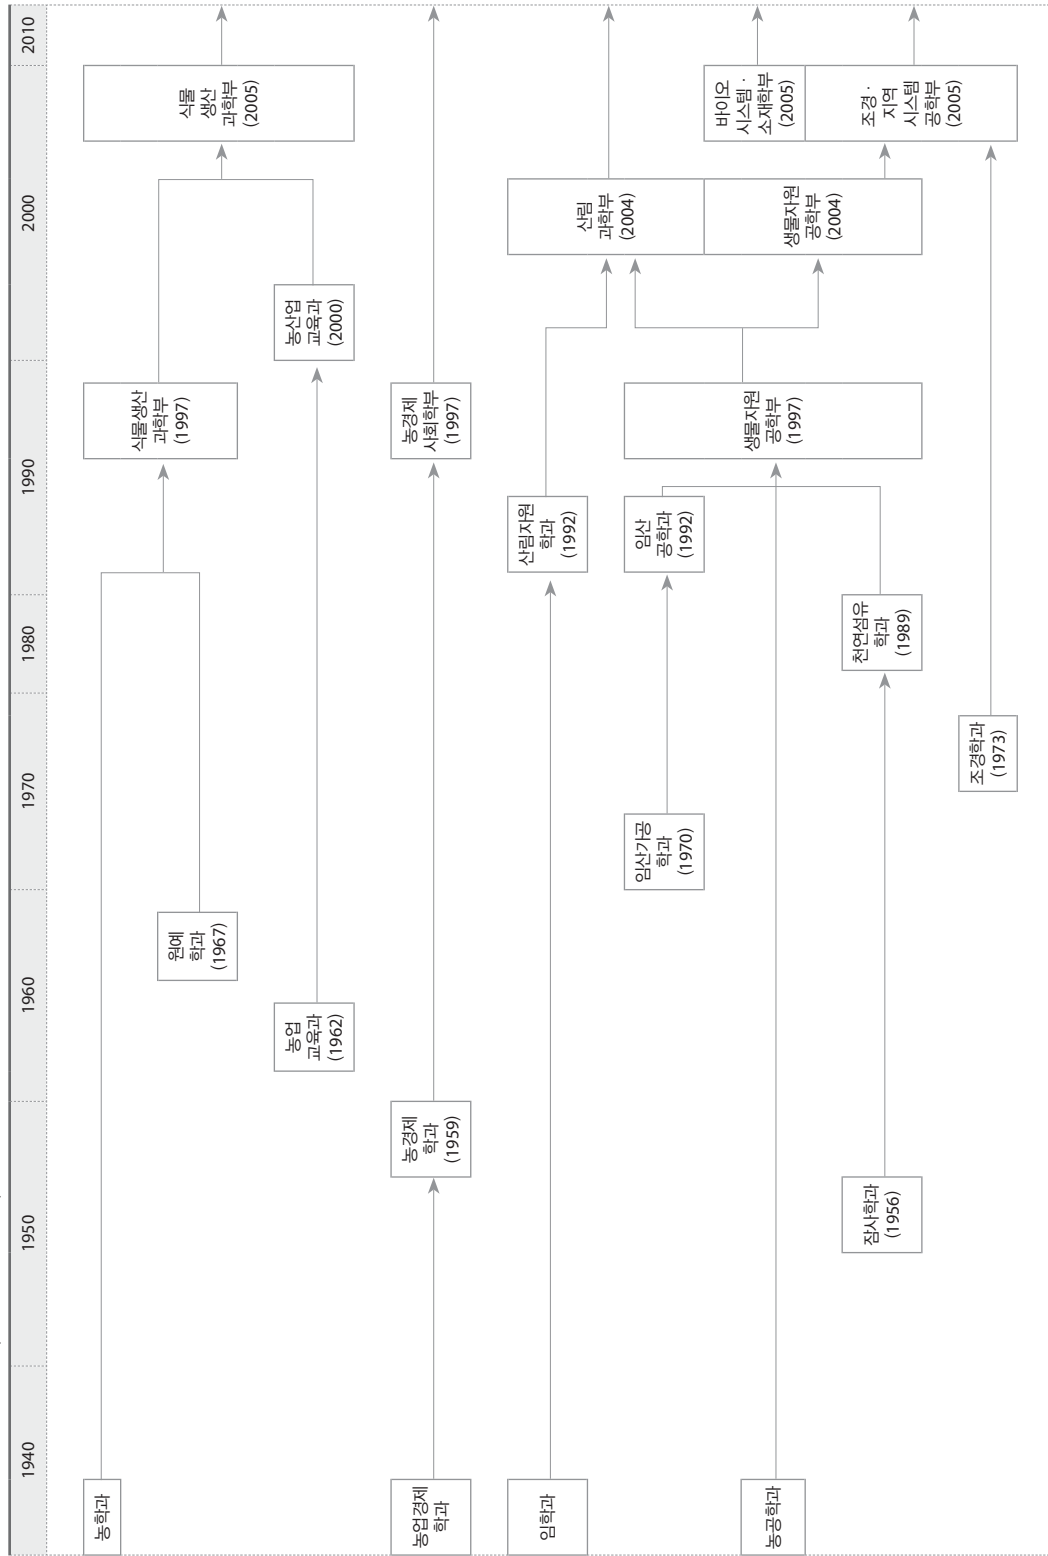 1940
1950
1960
1970
1980
1990
2000
2010
농학과
원예
학과
(1967)
식물생산
과학부
(1997)
식물
생산
과학부
(2005)
농업
교육과
(1962)
농산업
교육과
(2000)
농업경제
학과
농경제
학과
(1959)
농경제
사회학부
(1997)
임학과
산림자원
학과
(1992)
산림
과학부
(2004)
임산가공
학과
(1970)
임산
공학과
(1992)
농공학과
생물자원
공학부
(1997)
생물자원
공학부
(2004)
바이오
시스템 ·
소재학부
(2005)
잠사학과
(1956)
천연섬유
학과
(1989)
조경학과
(1973)
조경 ·
지역
시스템
공학부
(2005)